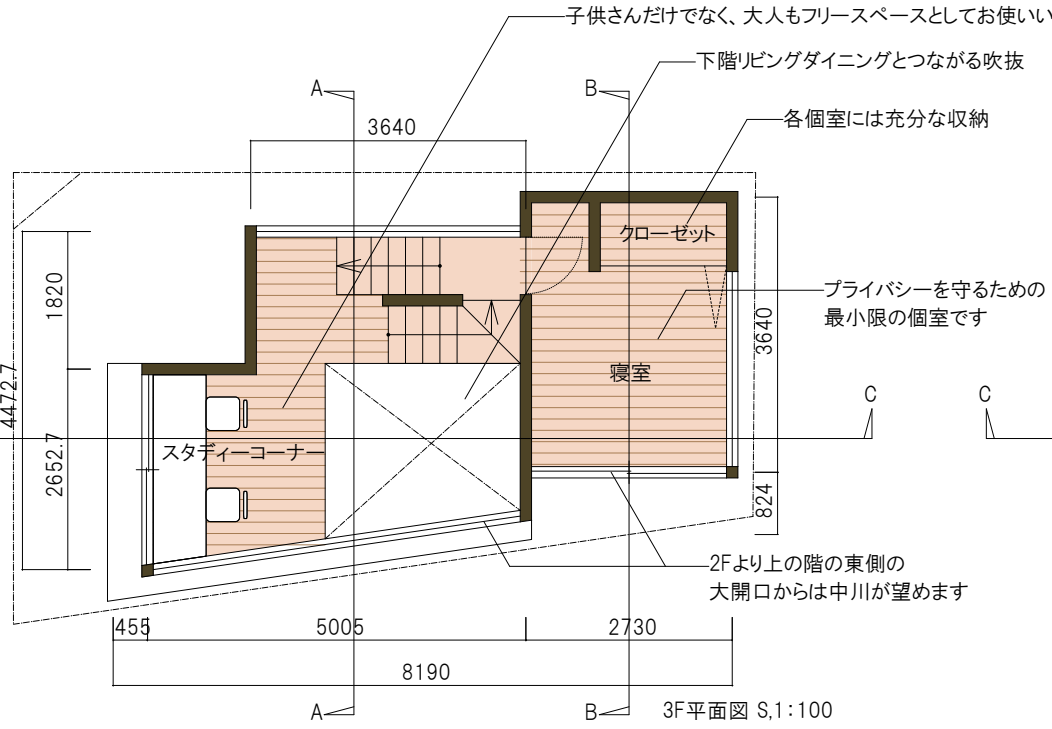 子供さんだけでなく、大人もフリースペースとしてお使いい
下階リビングダイニングとつながる吹抜
A
B
各個室には充分な収納
3640
クローゼット
1820
プライバシーを守るための
最小限の個室です
3640
寝室
4472.7
C
C
スタディーコーナー
2652.7
824
2Fより上の階の東側の
大開口からは中川が望めます
455
5005
2730
8190
A
B
3F平面図 S,1:100